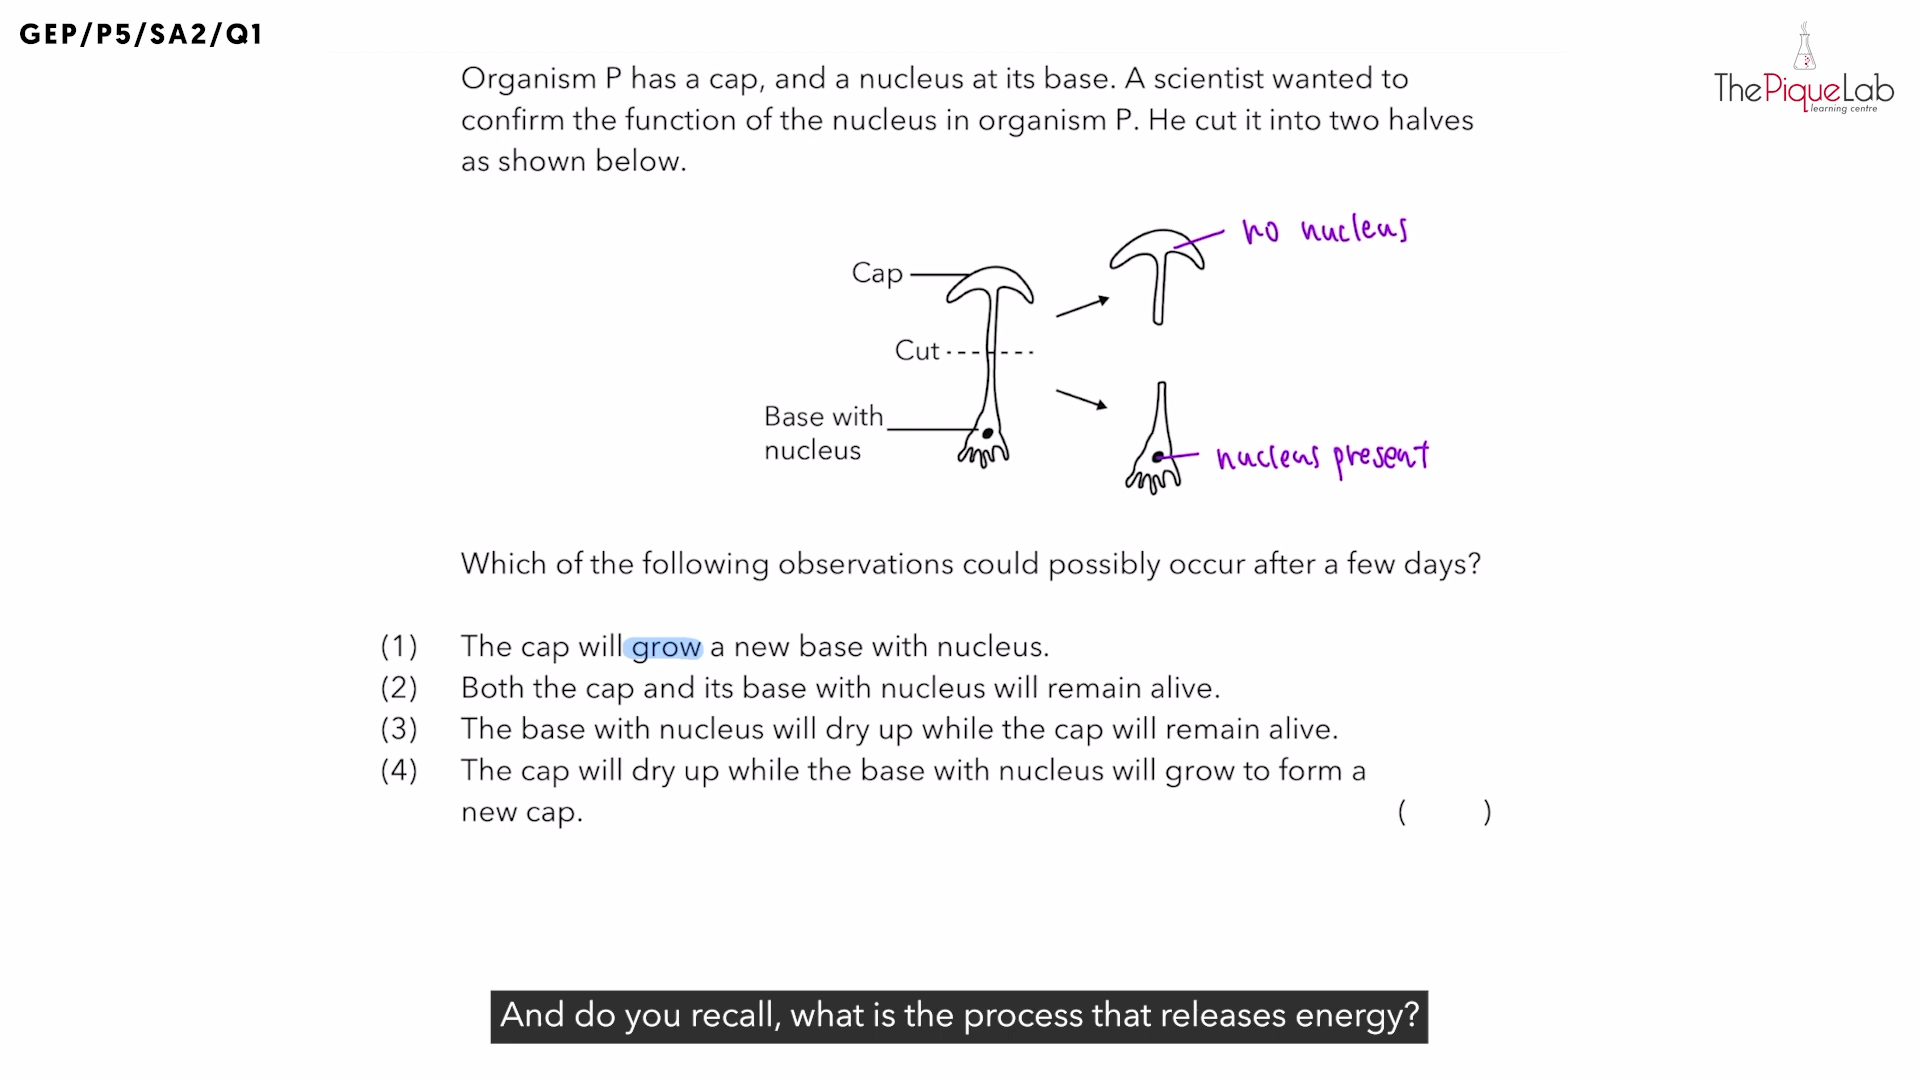 GEP/P5/SA2/Q1
ThePiqueLab
learning centre
Organism P has a cap, and a nucleus at its base. A scientist wanted to
confirm the function of the nucleus in organism P. He cut it into two halves
as shown below.
no nucleus
Cap
Cut
Base with
nucleus
nucleus present
Which of the following observations could possibly occur after a few days?
(1) The cap will grow a new base with nucleus.
(2) Both the cap and its base with nucleus will remain alive.
(3) The base with nucleus will dry up while the cap will remain alive.
(4) The cap will dry up while the base with nucleus will grow to form a
new cap. ( )
And do you recall, what is the process that releases energy?